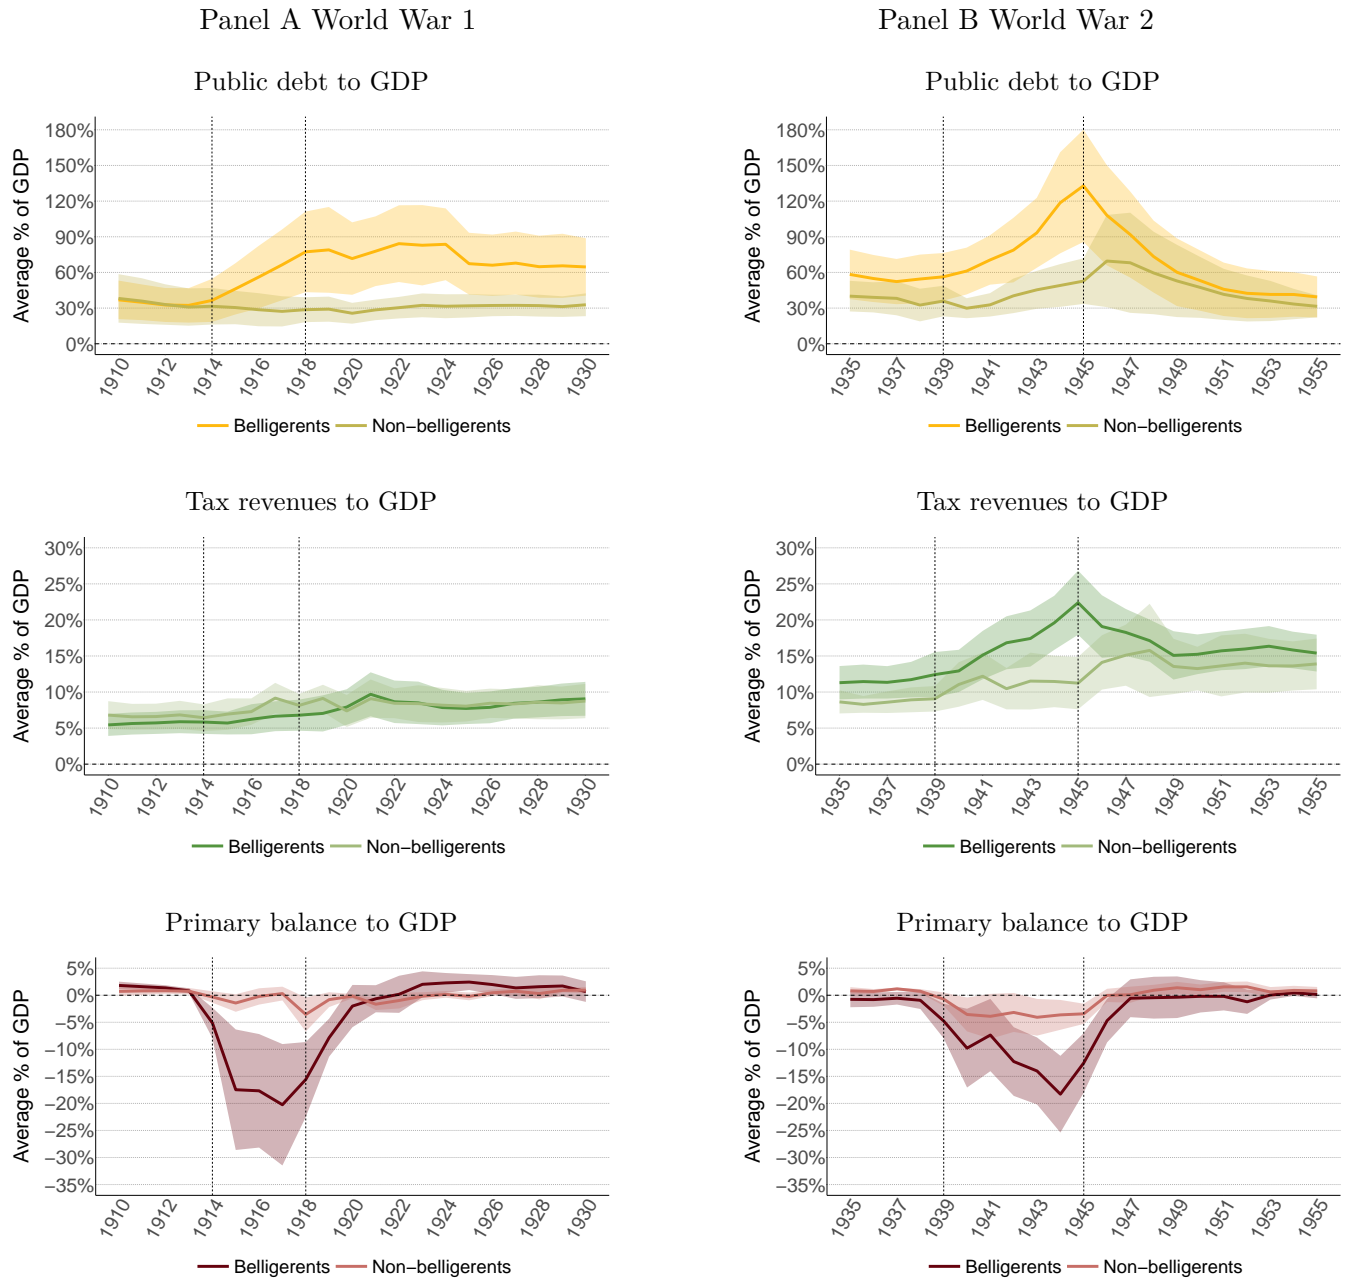 Panel A World War 1
Public debt to GDP
Average % of GDP
180%
150%
120%
90%
60%
30%
0%
1910 1912 1914 1916 1918 1920 1922 1924 1926 1928 1930
Belligerents Non−belligerents
Tax revenues to GDP
Average % of GDP
30%
25%
20%
15%
10%
5%
0%
1910 1912 1914 1916 1918 1920 1922 1924 1926 1928 1930
Belligerents Non−belligerents
Primary balance to GDP
Average % of GDP
5%
0%
−5%
−10%
−15%
−20%
−25%
−30%
−35%
1910 1912 1914 1916 1918 1920 1922 1924 1926 1928 1930
Belligerents Non−belligerents
Panel B World War 2
Public debt to GDP
Average % of GDP
180%
150%
120%
90%
60%
30%
0%
1935 1937 1939 1941 1943 1945 1947 1949 1951 1953 1955
Belligerents Non−belligerents
Tax revenues to GDP
Average % of GDP
30%
25%
20%
15%
10%
5%
0%
1935 1937 1939 1941 1943 1945 1947 1949 1951 1953 1955
Belligerents Non−belligerents
Primary balance to GDP
Average % of GDP
5%
0%
−5%
−10%
−15%
−20%
−25%
−30%
−35%
1935 1937 1939 1941 1943 1945 1947 1949 1951 1953 1955
Belligerents Non−belligerents